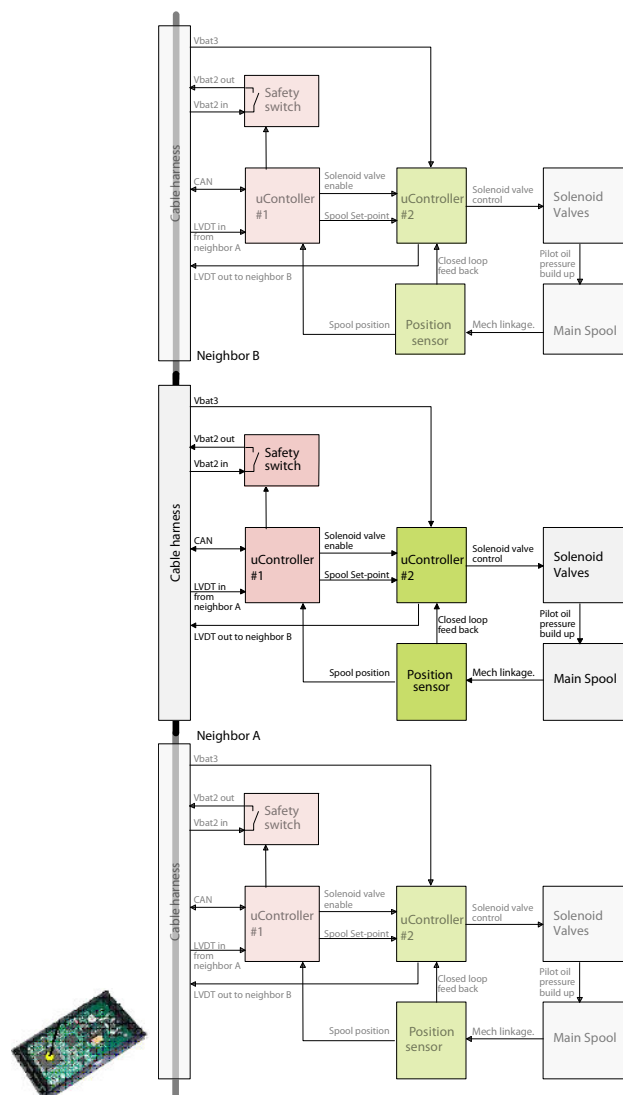 Vbat3
Vbat2 out
Safety
switch
Vbat2 in
Cable harness
CAN
uController
#1
Solenoid valve
enable
Spool Set-point
uController
#2
Solenoid valve
control
Solenoid
Valves
LVDT in
from
neighbor A
LVDT out to neighbor B
Closed loop
feed back
Pilot oil
pressure
build up
Spool position
Position
sensor
Mech linkage.
Main Spool
Neighbor B
Vbat3
Vbat2 out
Safety
switch
Vbat2 in
Cable harness
CAN
uController
#1
Solenoid valve
enable
Spool Set-point
uController
#2
Solenoid valve
control
Solenoid
Valves
LVDT in
from
neighbor A
LVDT out to neighbor B
Closed loop
feed back
Pilot oil
pressure
build up
Spool position
Position
sensor
Mech linkage.
Main Spool
Neighbor A
Vbat3
Vbat2 out
Safety
switch
Vbat2 in
Cable harness
CAN
uController
#1
Solenoid valve
enable
Spool Set-point
uController
#2
Solenoid valve
control
Solenoid
Valves
LVDT in
from
neighbor A
LVDT out to neighbor B
Closed loop
feed back
Pilot oil
pressure
build up
Spool position
Position
sensor
Mech linkage.
Main Spool